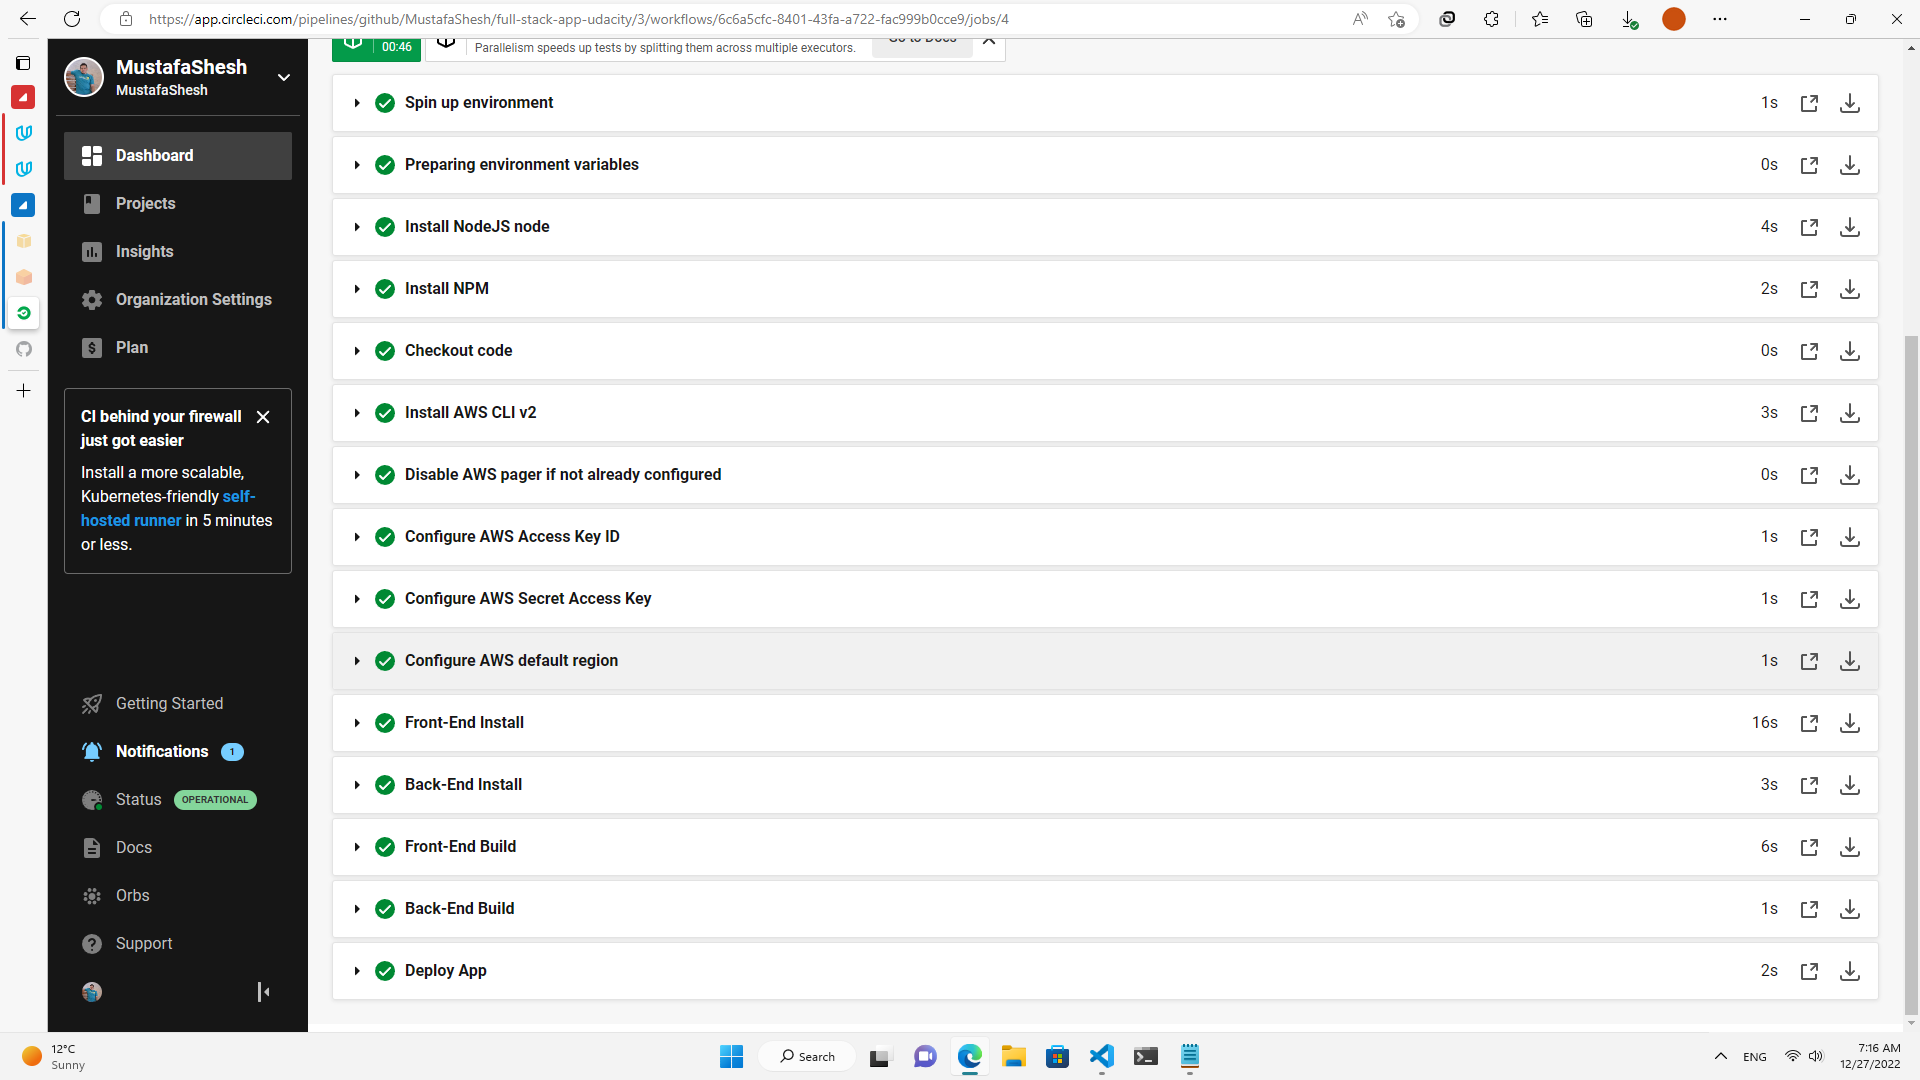 https://app.circleci.com/pipelines/github/MustafaShesh/full-stack-app-udacity/3/workflows/6c6a5cfc-8401-43fa-a722-fac999b0cce9/jobs/4
MustafaShesh
MustafaShesh
Dashboard
Projects
Insights
Organization Settings
Plan
CI behind your firewall
just got easier
Install a more scalable,
Kubernetes-friendly self-
hosted runner in 5 minutes
or less.
Getting Started
Notifications 1
Status OPERATIONAL
Docs
Orbs
Support
00:46
Parallelism speeds up tests by splitting them across multiple executors.
Go to Docs
Spin up environment 1s
Preparing environment variables 0s
Install NodeJS node 4s
Install NPM 2s
Checkout code 0s
Install AWS CLI v2 3s
Disable AWS pager if not already configured 0s
Configure AWS Access Key ID 1s
Configure AWS Secret Access Key 1s
Configure AWS default region 1s
Front-End Install 16s
Back-End Install 3s
Front-End Build 6s
Back-End Build 1s
Deploy App 2s
12°C
Sunny
Search
ENG
7:16 AM
12/27/2022